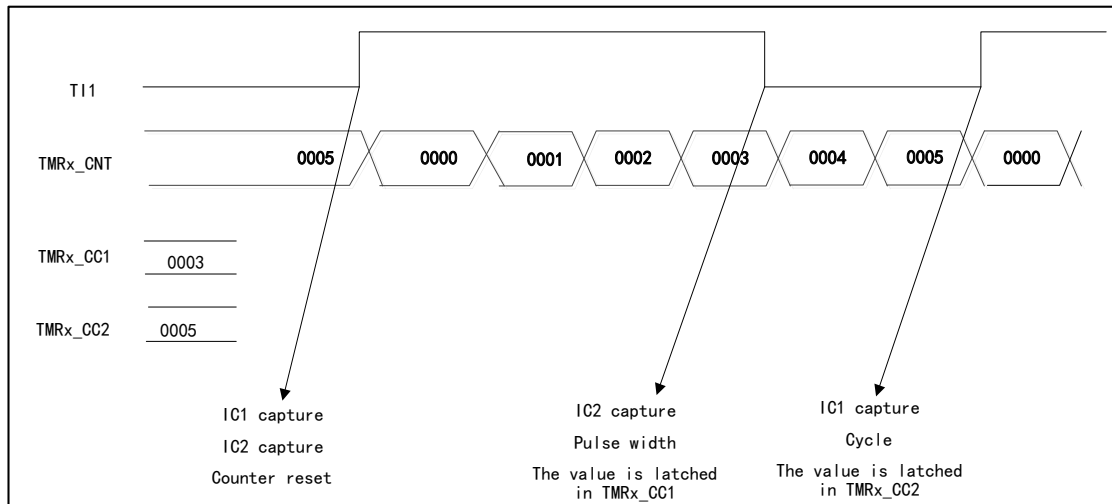 TI1
TMRx_CNT
0005 0000 0001 0002 0003 0004 0005 0000
TMRx_CC1
0003
TMRx_CC2
0005
IC1 capture
IC2 capture
Counter reset
IC2 capture
Pulse width
The value is latched
in TMRx_CC1
IC1 capture
Cycle
The value is latched
in TMRx_CC2